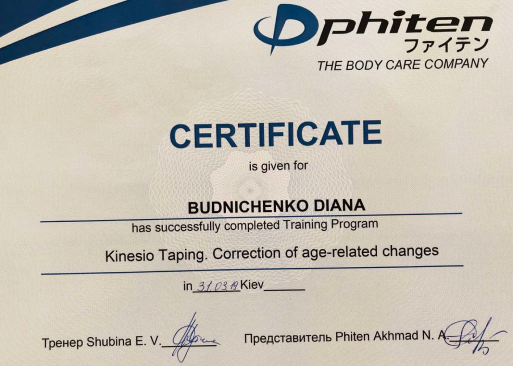 phiten
ファイテン
THE BODY CARE COMPANY
CERTIFICATE
is given for
BUDNICHENKO DIANA
has successfully completed Training Program
Kinesio Taping. Correction of age-related changes
in 31.03.19 Kiev
Тренер Shubina E. V.
Представитель Phiten Akhmad N. A.